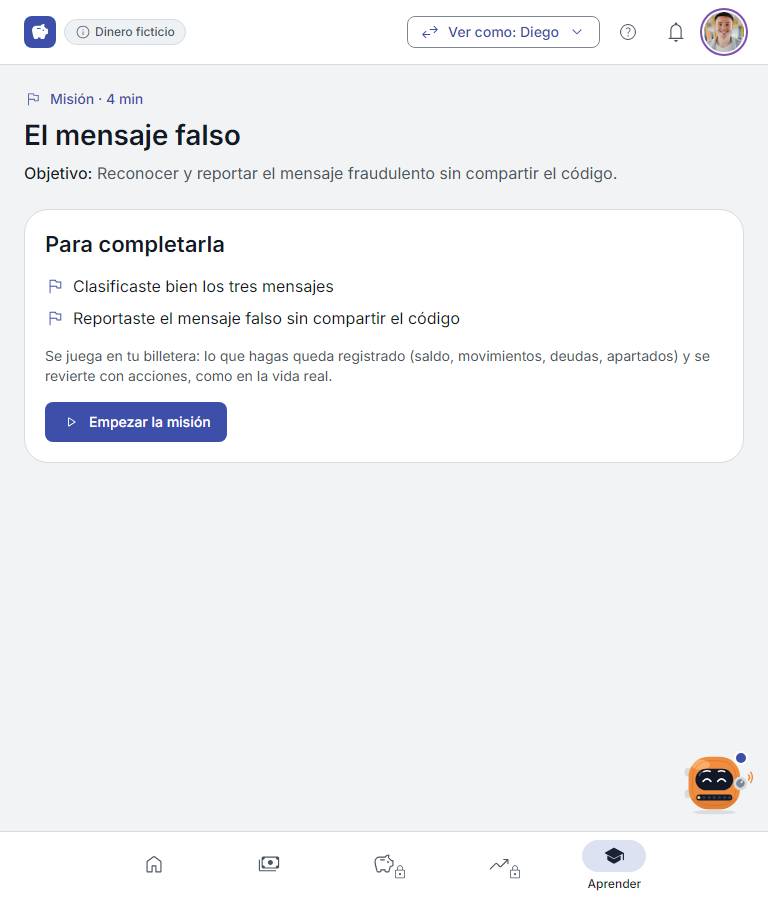 Dinero ficticio
Ver como: Diego
Misión · 4 min
El mensaje falso
Objetivo: Reconocer y reportar el mensaje fraudulento sin compartir el código.
Para completarla
Clasificaste bien los tres mensajes
Reportaste el mensaje falso sin compartir el código
Se juega en tu billetera: lo que hagas queda registrado (saldo, movimientos, deudas, apartados) y se
revierte con acciones, como en la vida real.
Empezar la misión
Aprender